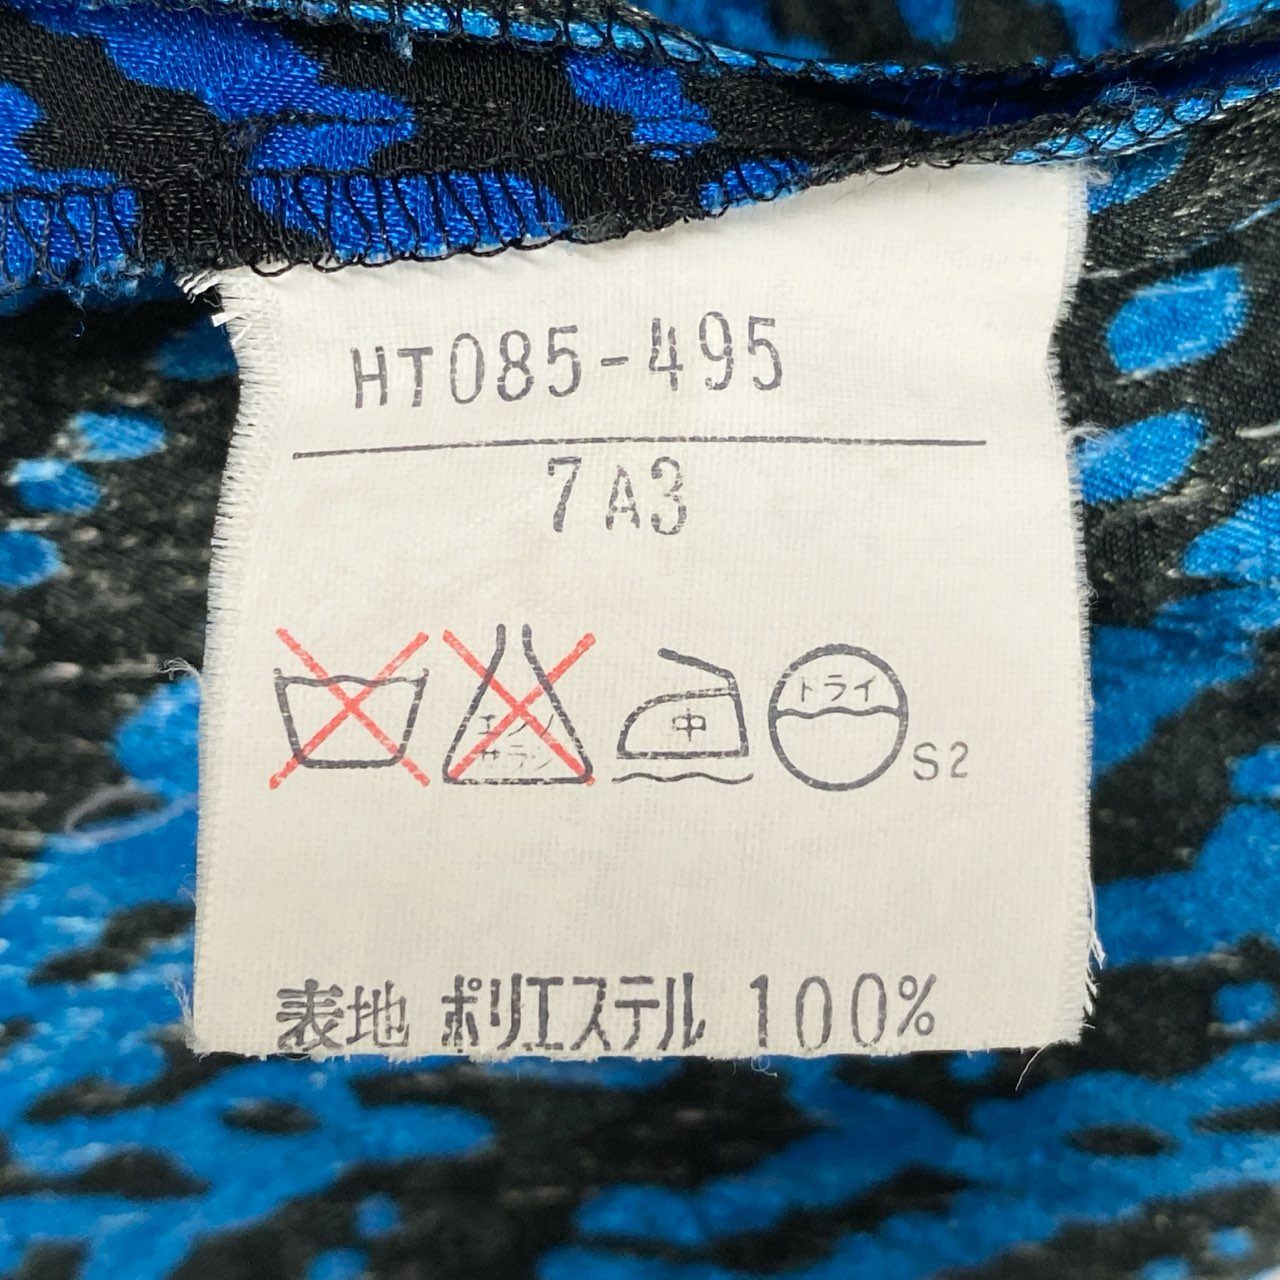 HT085-495
7A3
エンソ サラシ 中 ドライ S2
表地 ポリエステル 100%